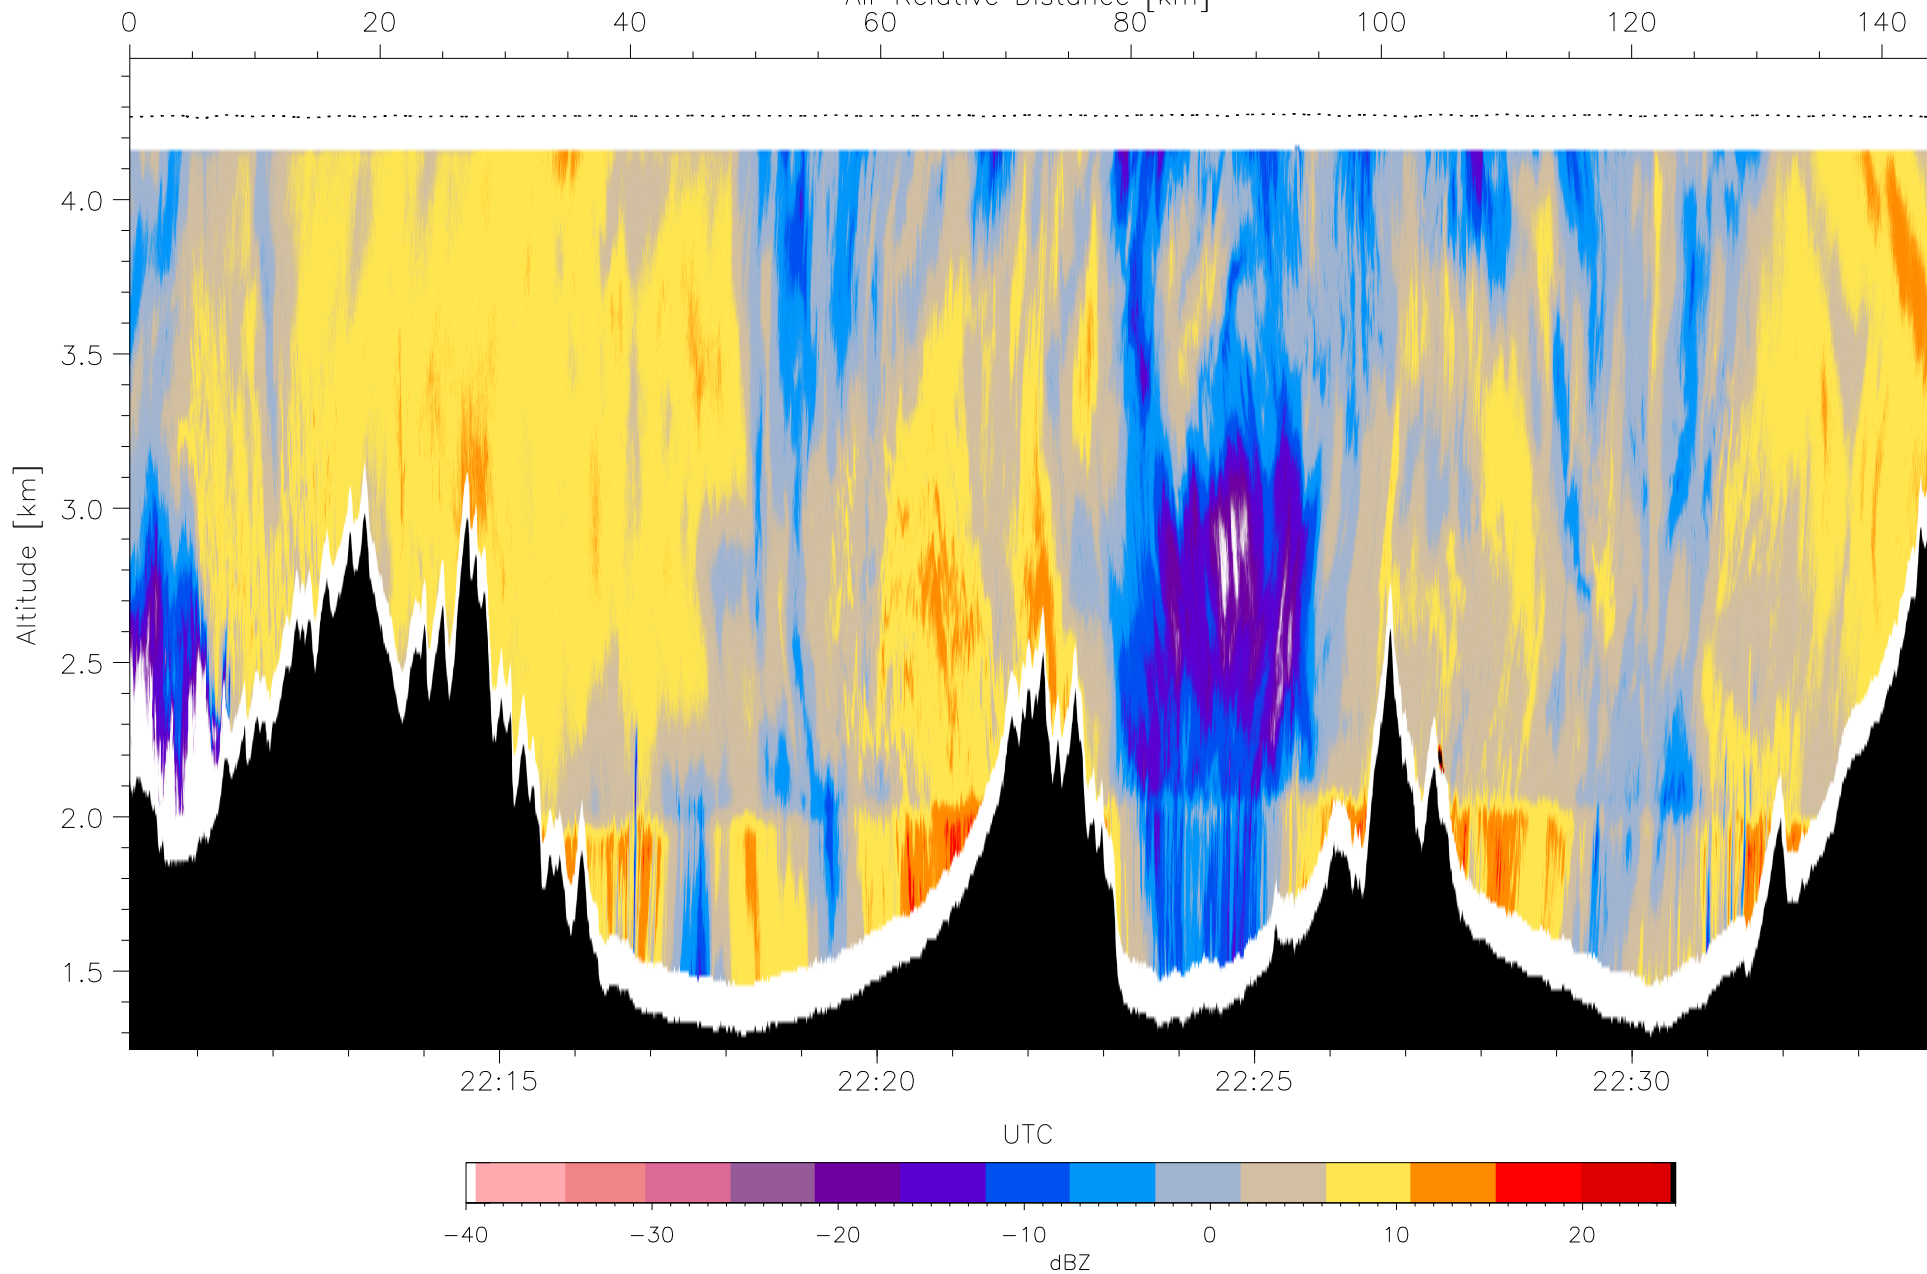 Air Relative Distance [km]
0 20 40 60 80 100 120 140
4.0
3.5
3.0
2.5
2.0
1.5
Altitude [km]
22:15 22:20 22:25 22:30
UTC
−40 −30 −20 −10 0 10 20
dBZ